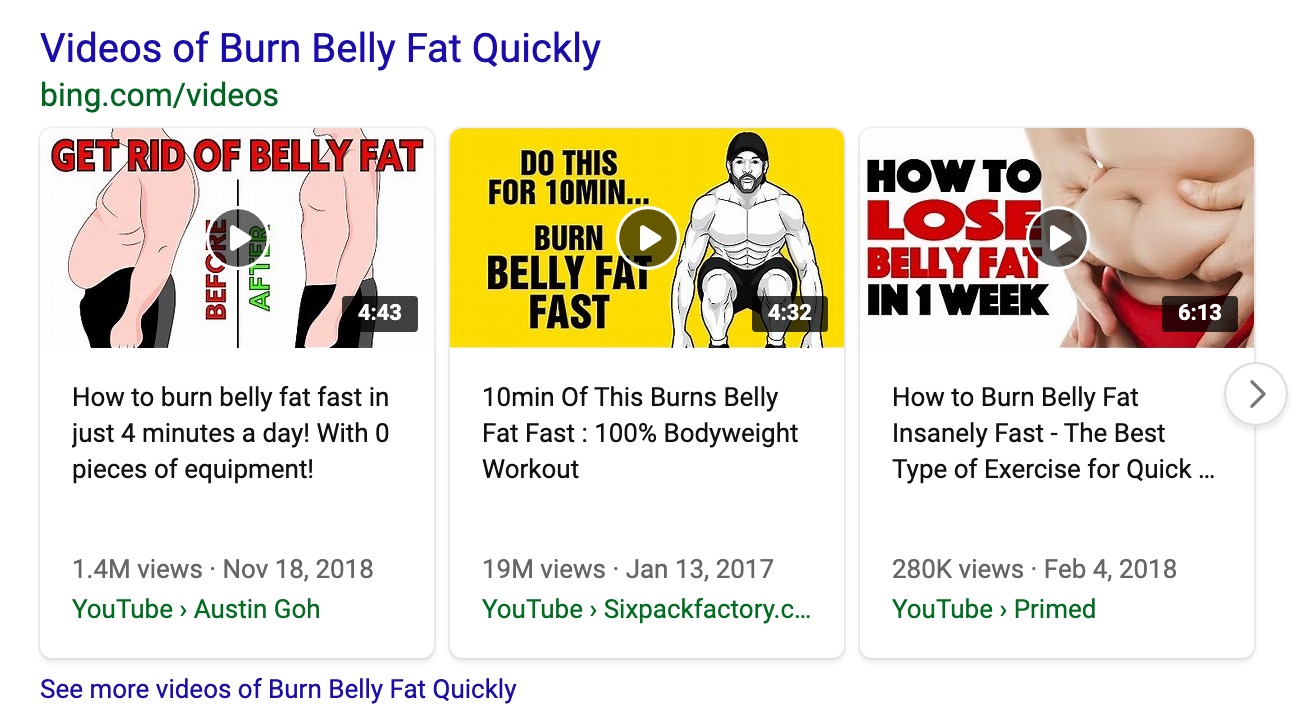 Videos of Burn Belly Fat Quickly
bing.com/videos
GET RID OF BELLY FAT
BEFORE
AFTER
4:43
How to burn belly fat fast in
just 4 minutes a day! With 0
pieces of equipment!
1.4M views · Nov 18, 2018
YouTube › Austin Goh
DO THIS
FOR 10MIN...
BURN
BELLY FAT
FAST
4:32
10min Of This Burns Belly
Fat Fast : 100% Bodyweight
Workout
19M views · Jan 13, 2017
YouTube › Sixpackfactory.c...
HOW TO
LOSE
BELLY FAT
IN 1 WEEK
6:13
How to Burn Belly Fat
Insanely Fast - The Best
Type of Exercise for Quick ...
280K views · Feb 4, 2018
YouTube › Primed
See more videos of Burn Belly Fat Quickly